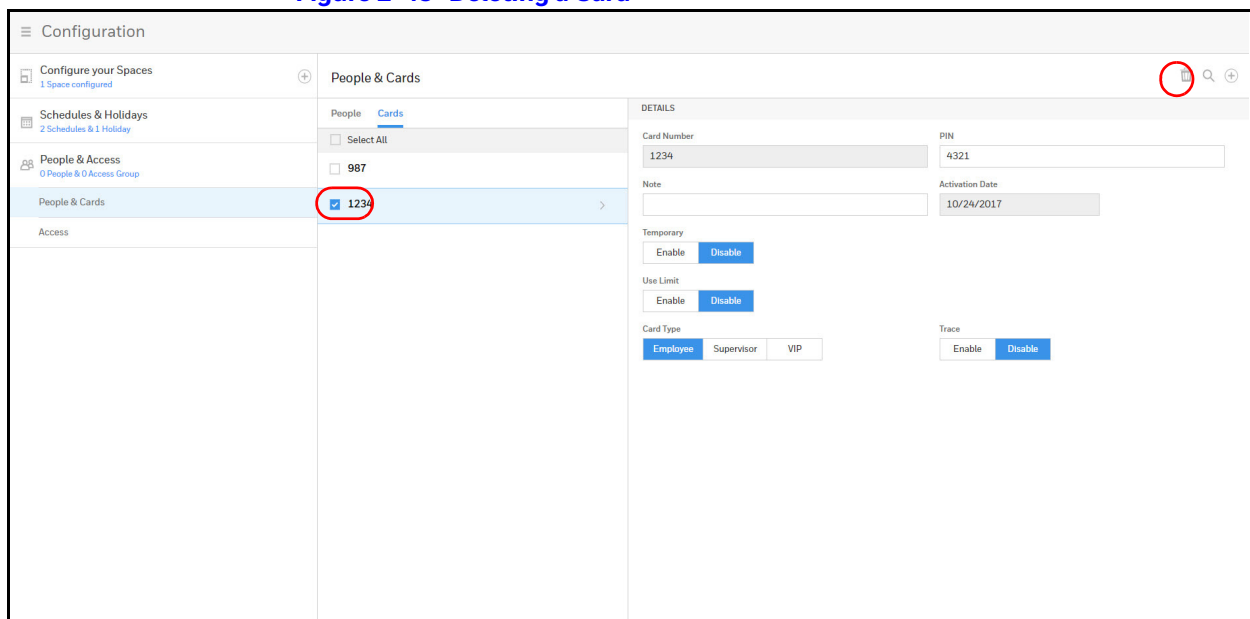 Configuration
Configure your Spaces
1 Space configured
Schedules & Holidays
2 Schedules & 1 Holiday
People & Access
0 People & 0 Access Group
People & Cards
Access
People & Cards
People Cards
Select All
987
1234
DETAILS
Card Number
1234
PIN
4321
Note
Activation Date
10/24/2017
Temporary
Enable Disable
Use Limit
Enable Disable
Card Type
Employee Supervisor VIP
Trace
Enable Disable